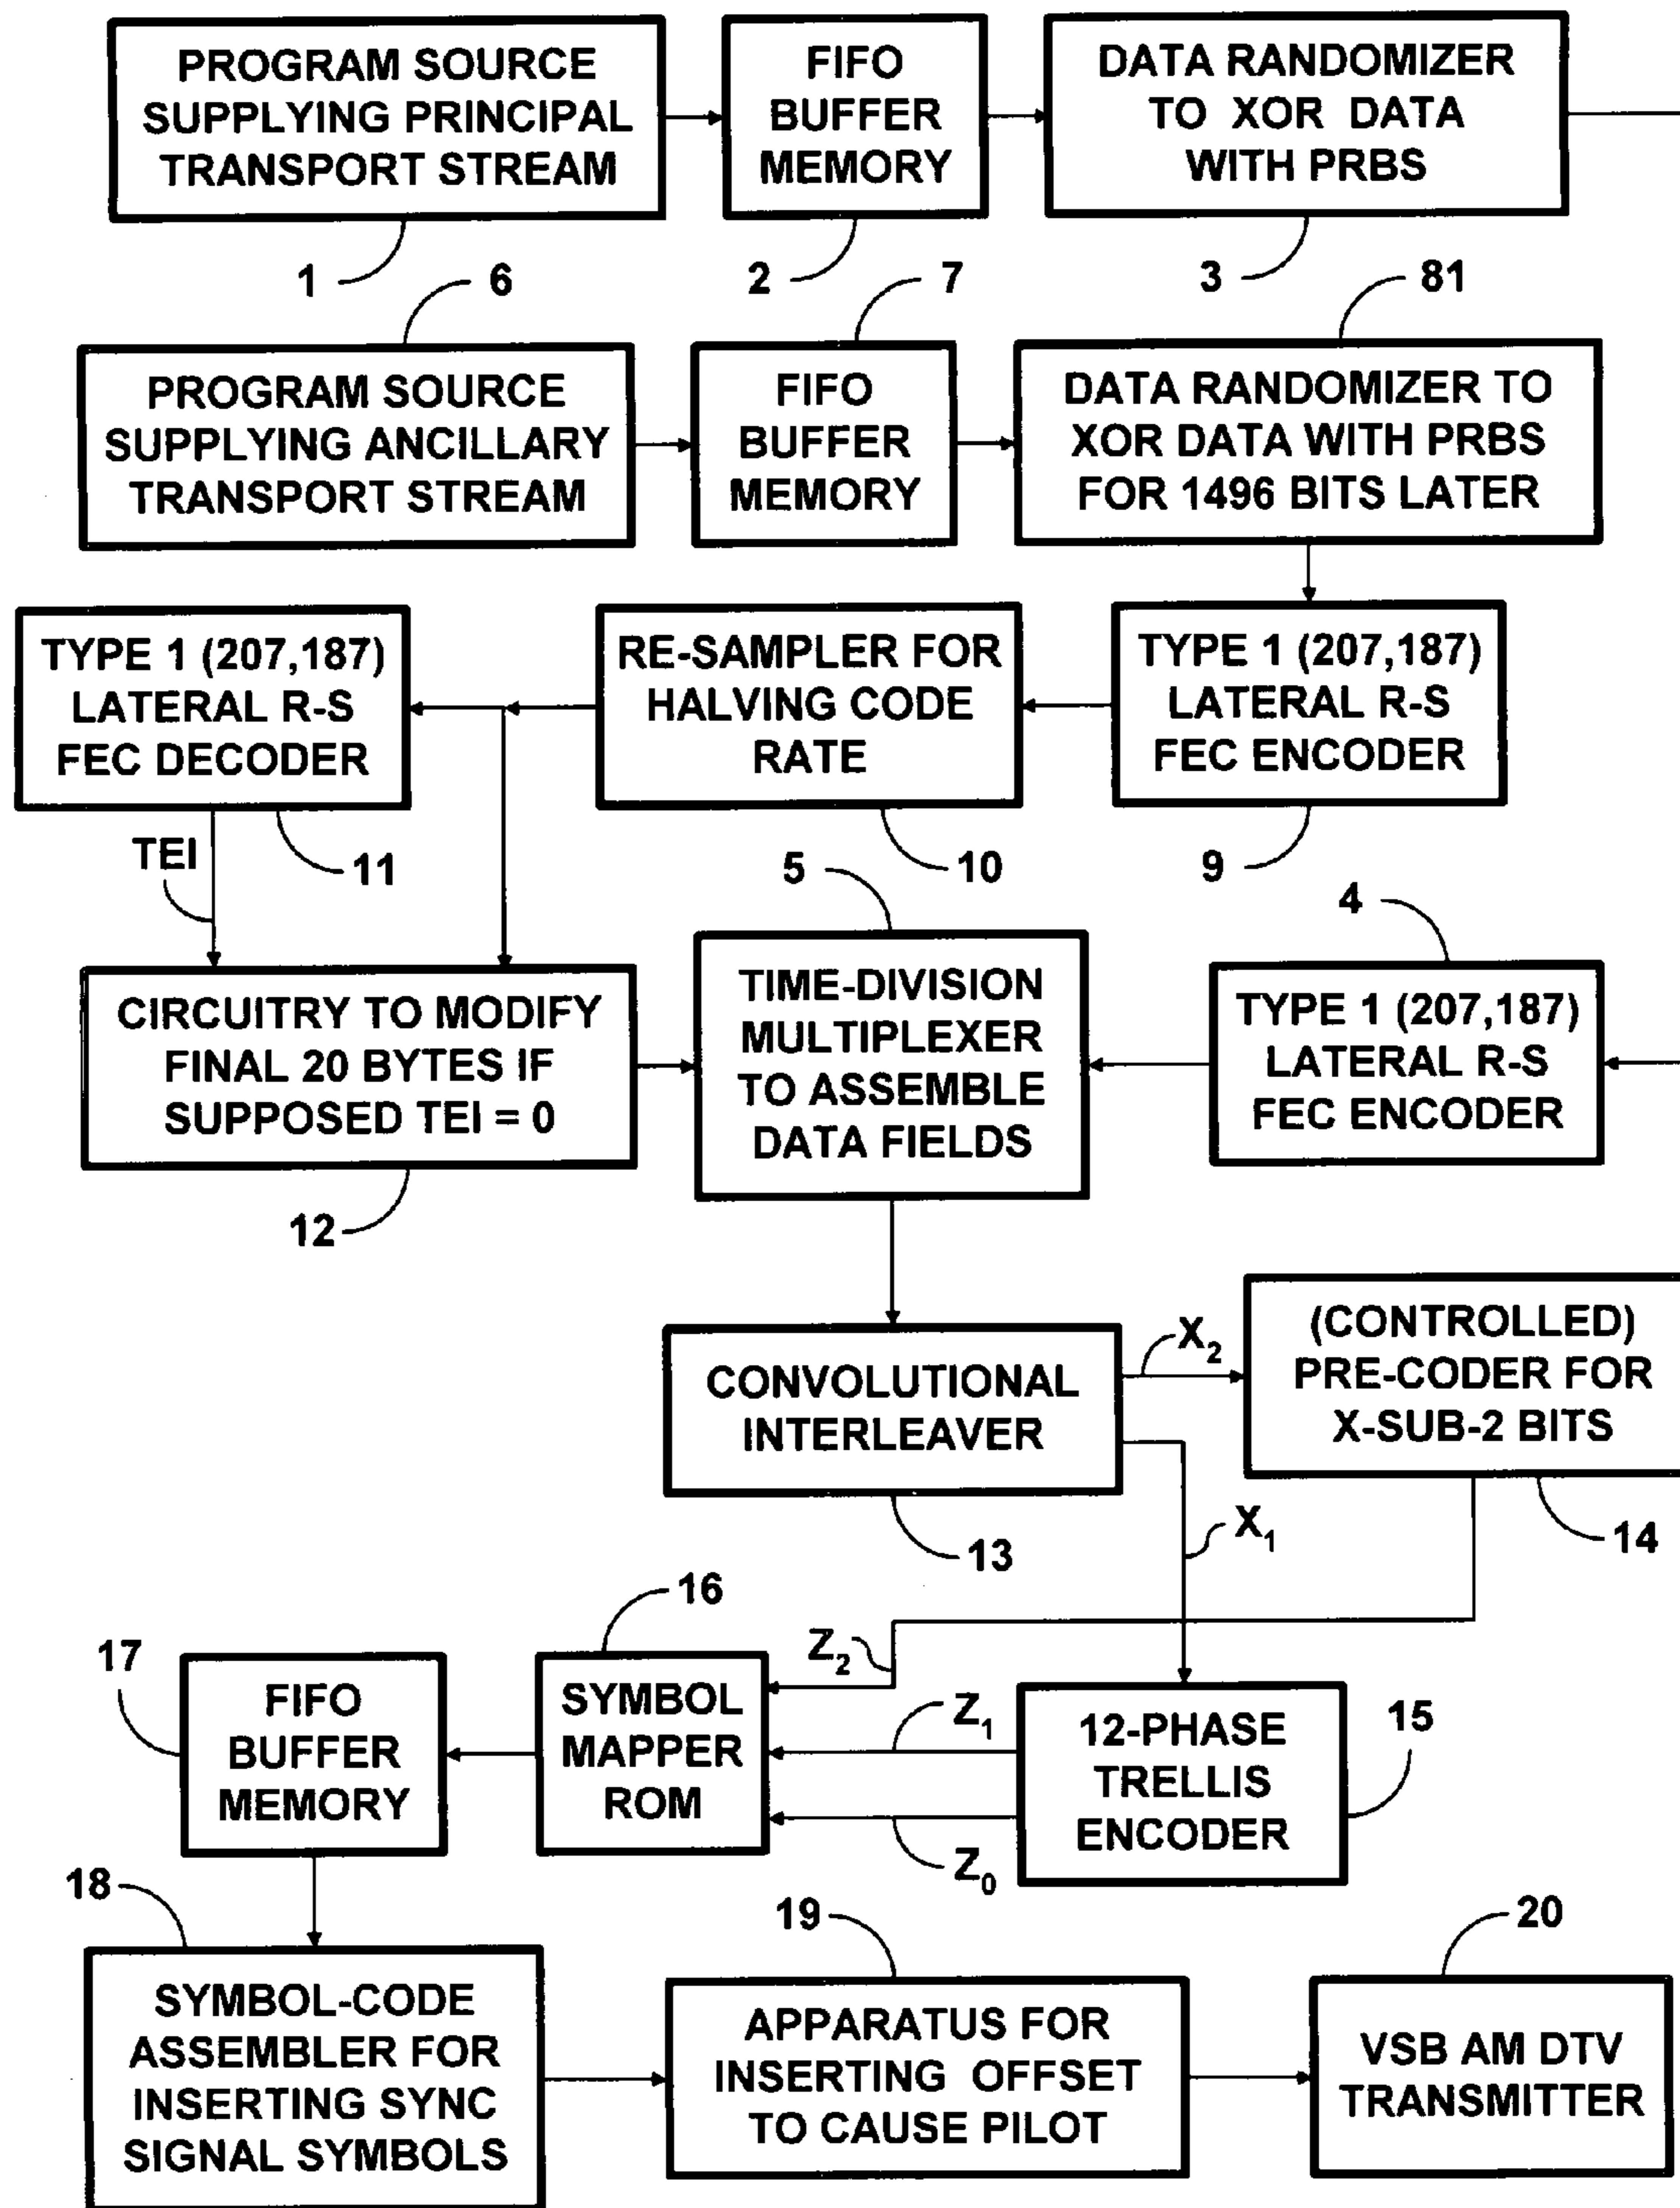 PROGRAM SOURCE
SUPPLYING PRINCIPAL
TRANSPORT STREAM
FIFO
BUFFER
MEMORY
DATA RANDOMIZER
TO XOR DATA
WITH PRBS
1
2
3
6
7
81
PROGRAM SOURCE
SUPPLYING ANCILLARY
TRANSPORT STREAM
FIFO
BUFFER
MEMORY
DATA RANDOMIZER TO
XOR DATA WITH PRBS
FOR 1496 BITS LATER
TYPE 1 (207,187)
LATERAL R-S
FEC DECODER
RE-SAMPLER FOR
HALVING CODE
RATE
TYPE 1 (207,187)
LATERAL R-S
FEC ENCODER
TEI
11
10
9
5
4
CIRCUITRY TO MODIFY
FINAL 20 BYTES IF
SUPPOSED TEI = 0
TIME-DIVISION
MULTIPLEXER
TO ASSEMBLE
DATA FIELDS
TYPE 1 (207,187)
LATERAL R-S
FEC ENCODER
12
CONVOLUTIONAL
INTERLEAVER
X2
(CONTROLLED)
PRE-CODER FOR
X-SUB-2 BITS
13
X1
14
16
17
Z2
FIFO
BUFFER
MEMORY
SYMBOL
MAPPER
ROM
Z1
Z0
12-PHASE
TRELLIS
ENCODER
15
18
19
20
SYMBOL-CODE
ASSEMBLER FOR
INSERTING SYNC
SIGNAL SYMBOLS
APPARATUS FOR
INSERTING OFFSET
TO CAUSE PILOT
VSB AM DTV
TRANSMITTER